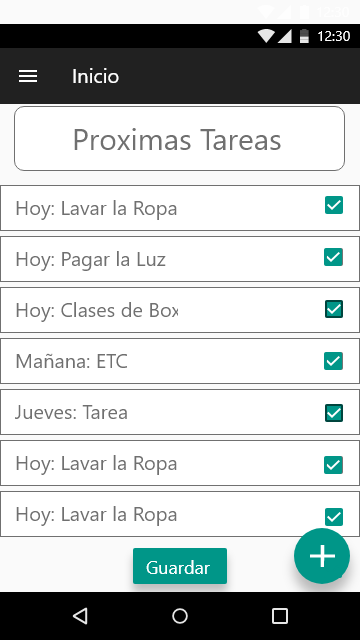 12:30
Inicio
Proximas Tareas
Hoy: Lavar la Ropa
Hoy: Pagar la Luz
Hoy: Clases de Box
Mañana: ETC
Jueves: Tarea
Hoy: Lavar la Ropa
Hoy: Lavar la Ropa
Guardar